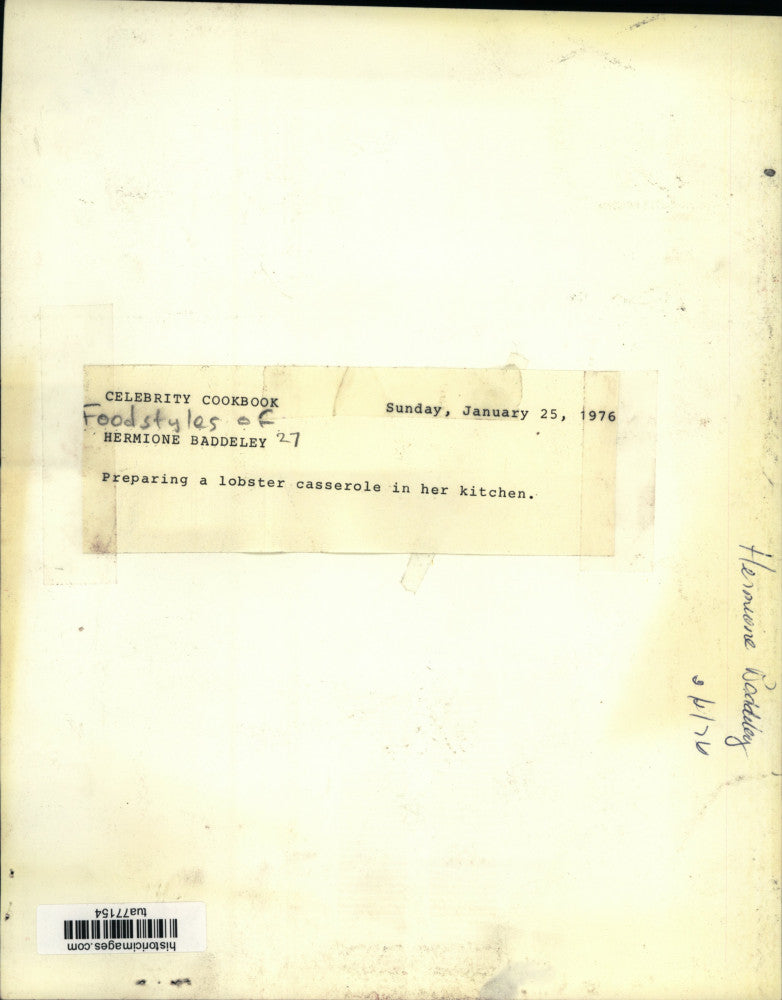 CELEBRITY COOKBOOK
Sunday, January 25, 1976
Foodstyles of
HERMIONE BADDELEY 27
Preparing a lobster casserole in her kitchen.
Hermione Baddeley
historicimages.com
tua77154